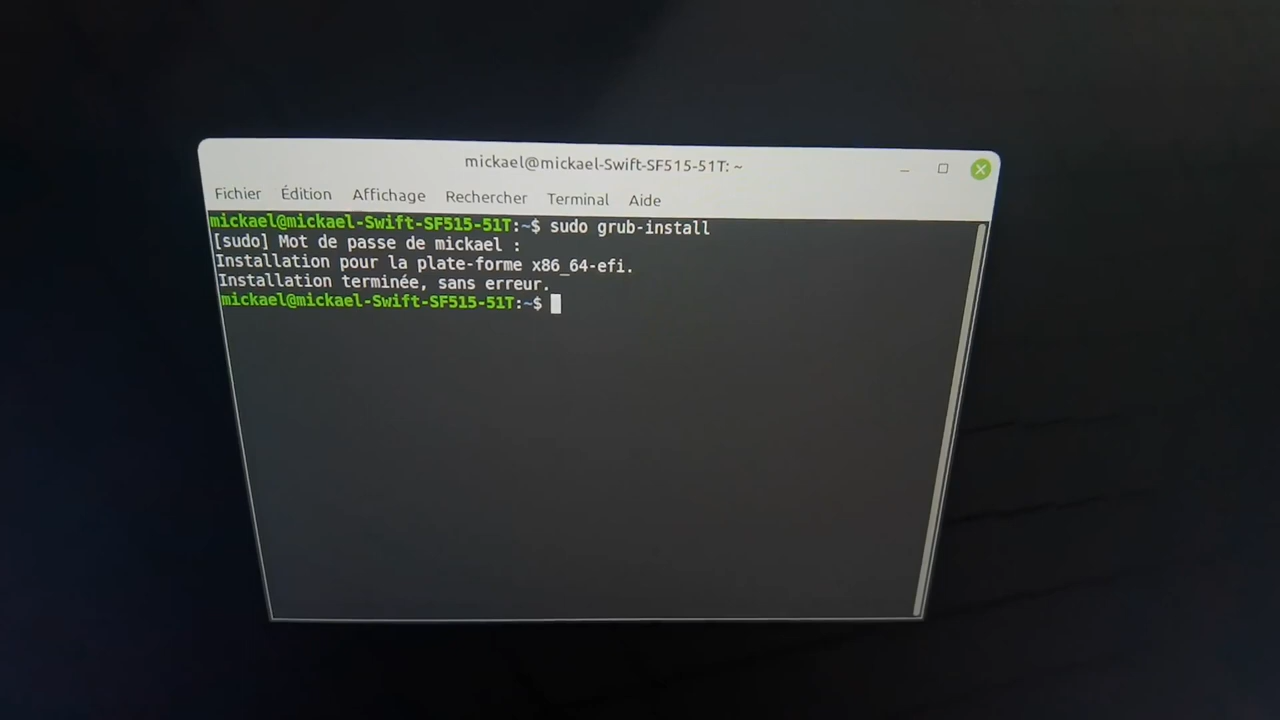 mickael@mickael-Swift-SF515-51T: ~
Fichier Édition Affichage Rechercher Terminal Aide
mickael@mickael-Swift-SF515-51T:~$ sudo grub-install
[sudo] Mot de passe de mickael :
Installation pour la plate-forme x86_64-efi.
Installation terminée, sans erreur.
mickael@mickael-Swift-SF515-51T:~$